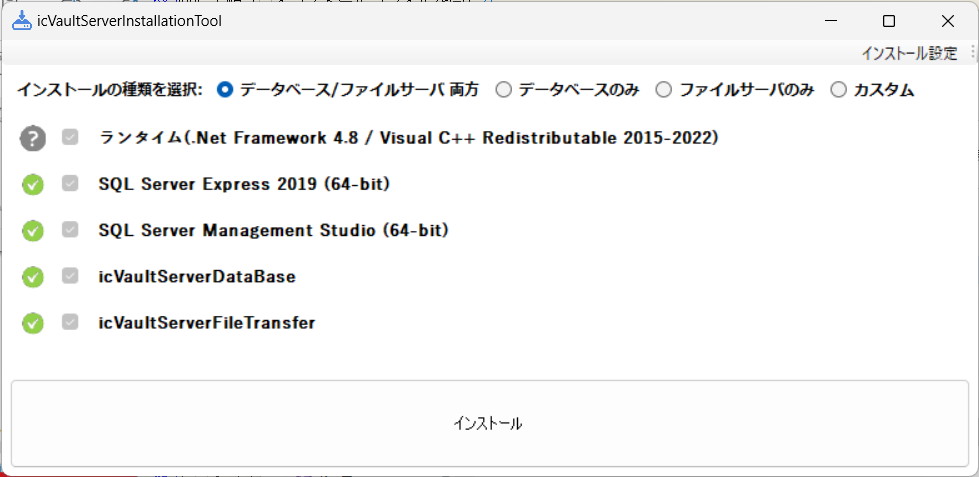 icVaultServerInstallationTool
インストール設定
インストールの種類を選択: データベース/ファイルサーバ 両方 データベースのみ ファイルサーバのみ カスタム
ランタイム(.Net Framework 4.8 / Visual C++ Redistributable 2015-2022)
SQL Server Express 2019 (64-bit)
SQL Server Management Studio (64-bit)
icVaultServerDataBase
icVaultServerFileTransfer
インストール